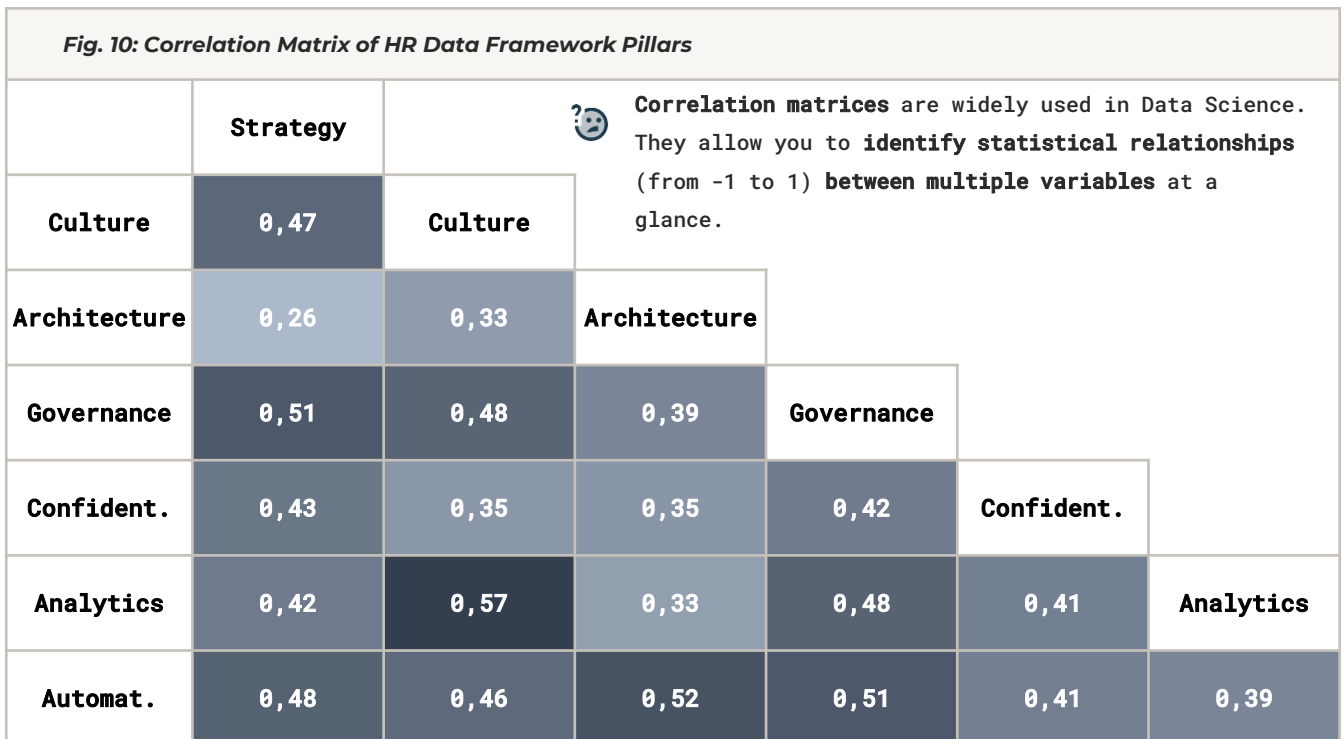 Fig. 10: Correlation Matrix of HR Data Framework Pillars
Strategy
Correlation matrices are widely used in Data Science.
They allow you to identify statistical relationships
(from -1 to 1) between multiple variables at a
glance.
Culture 0,47 Culture
Architecture 0,26 0,33 Architecture
Governance 0,51 0,48 0,39 Governance
Confident. 0,43 0,35 0,35 0,42 Confident.
Analytics 0,42 0,57 0,33 0,48 0,41 Analytics
Automat. 0,48 0,46 0,52 0,51 0,41 0,39